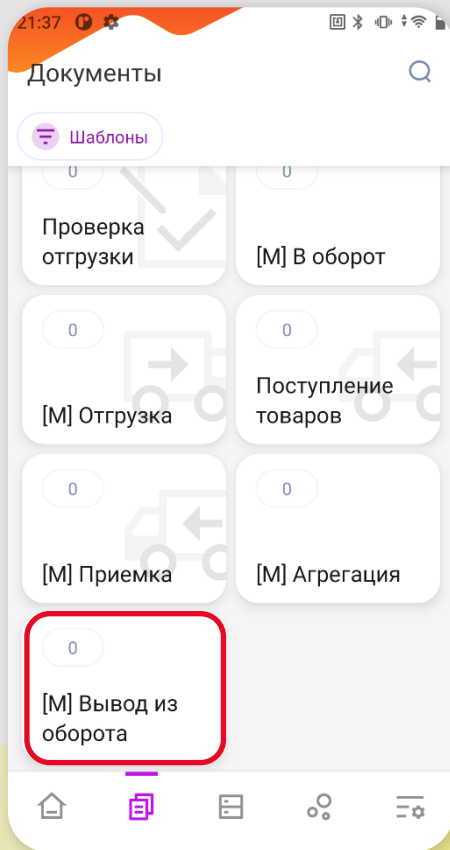 21:37
Документы
Шаблоны
0
0
Проверка
отгрузки
[М] В оборот
0
0
[М] Отгрузка
Поступление
товаров
0
0
[М] Приемка
[М] Агрегация
0
[М] Вывод из
оборота